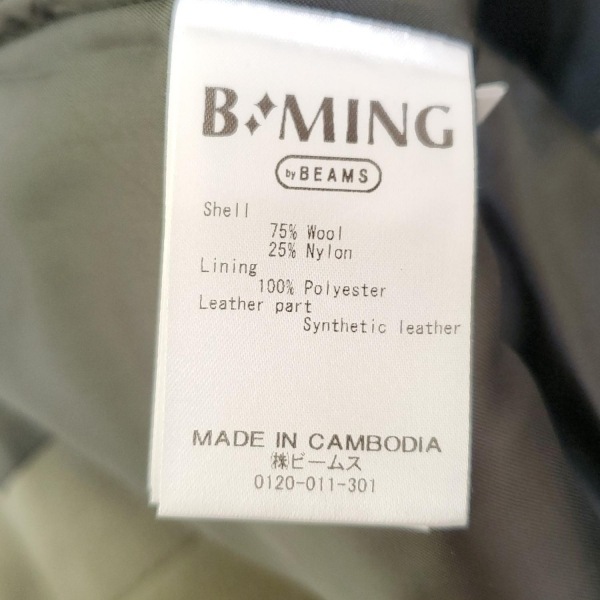 B:MING
by BEAMS
Shell
75% Wool
25% Nylon
Lining
100% Polyester
Leather part
Synthetic leather
MADE IN CAMBODIA
㈱ビームス
0120-011-301